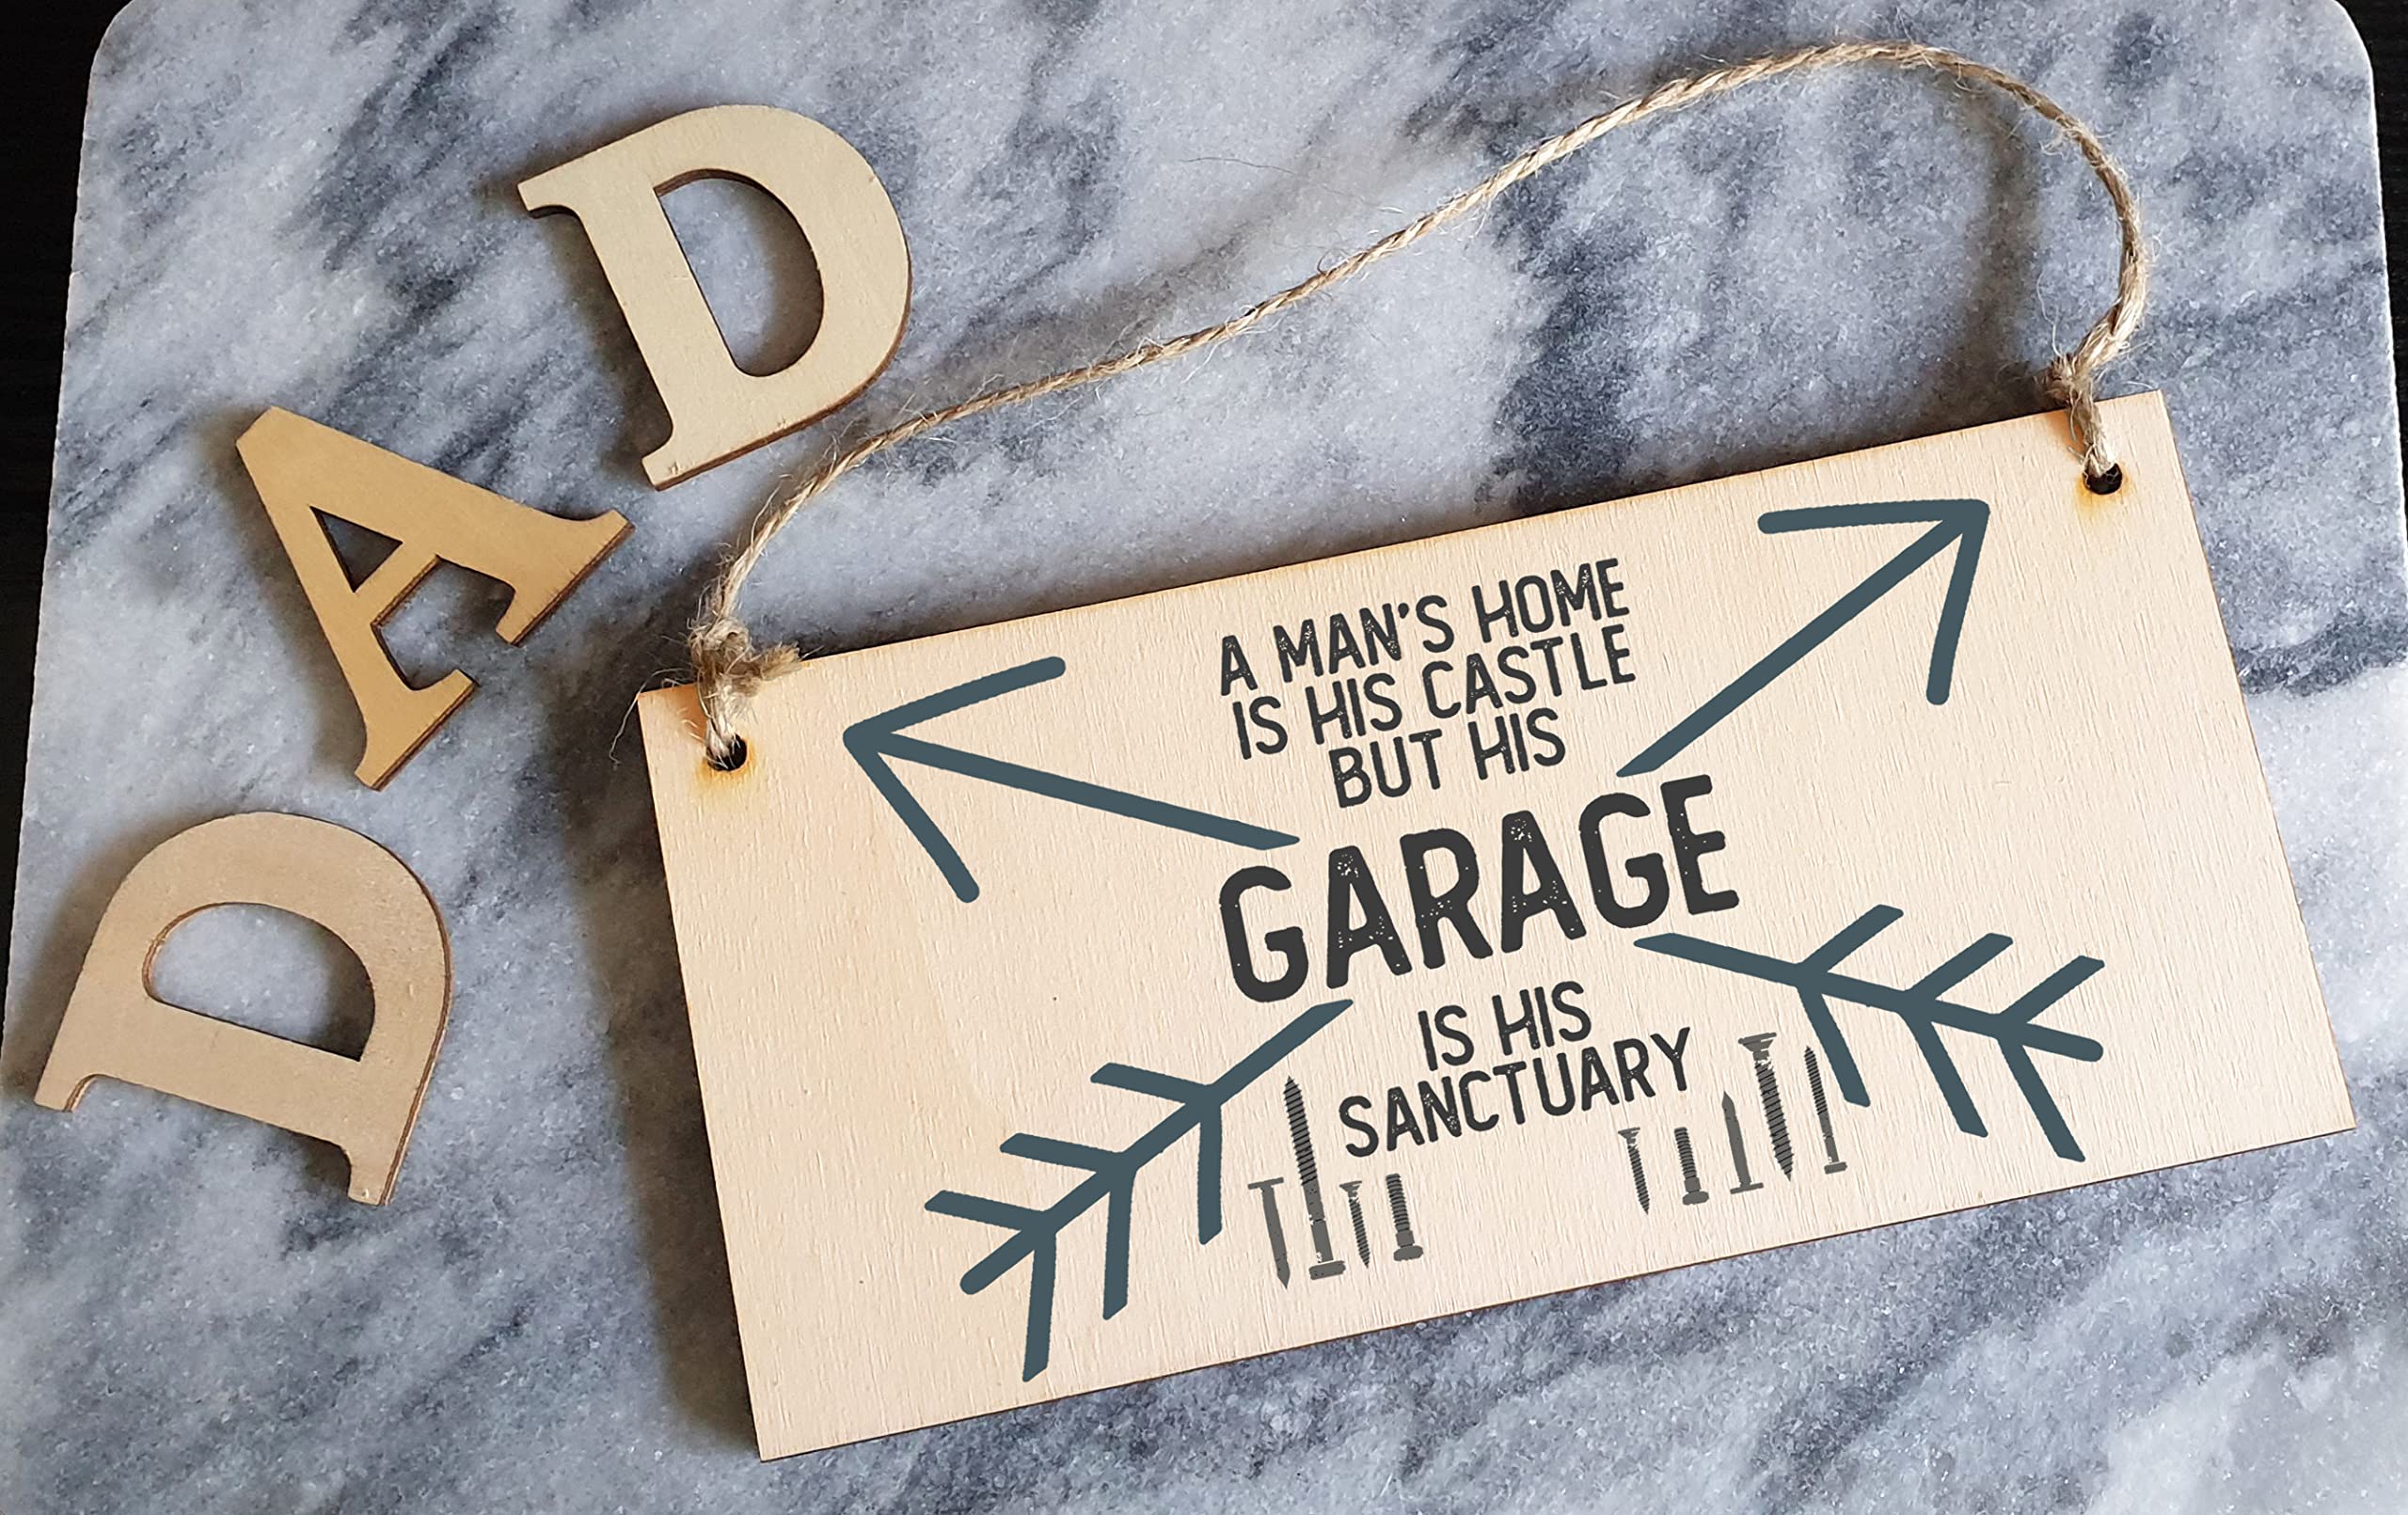 DAD
A MAN'S HOME
IS HIS CASTLE
BUT HIS
GARAGE
IS HIS
SANCTUARY